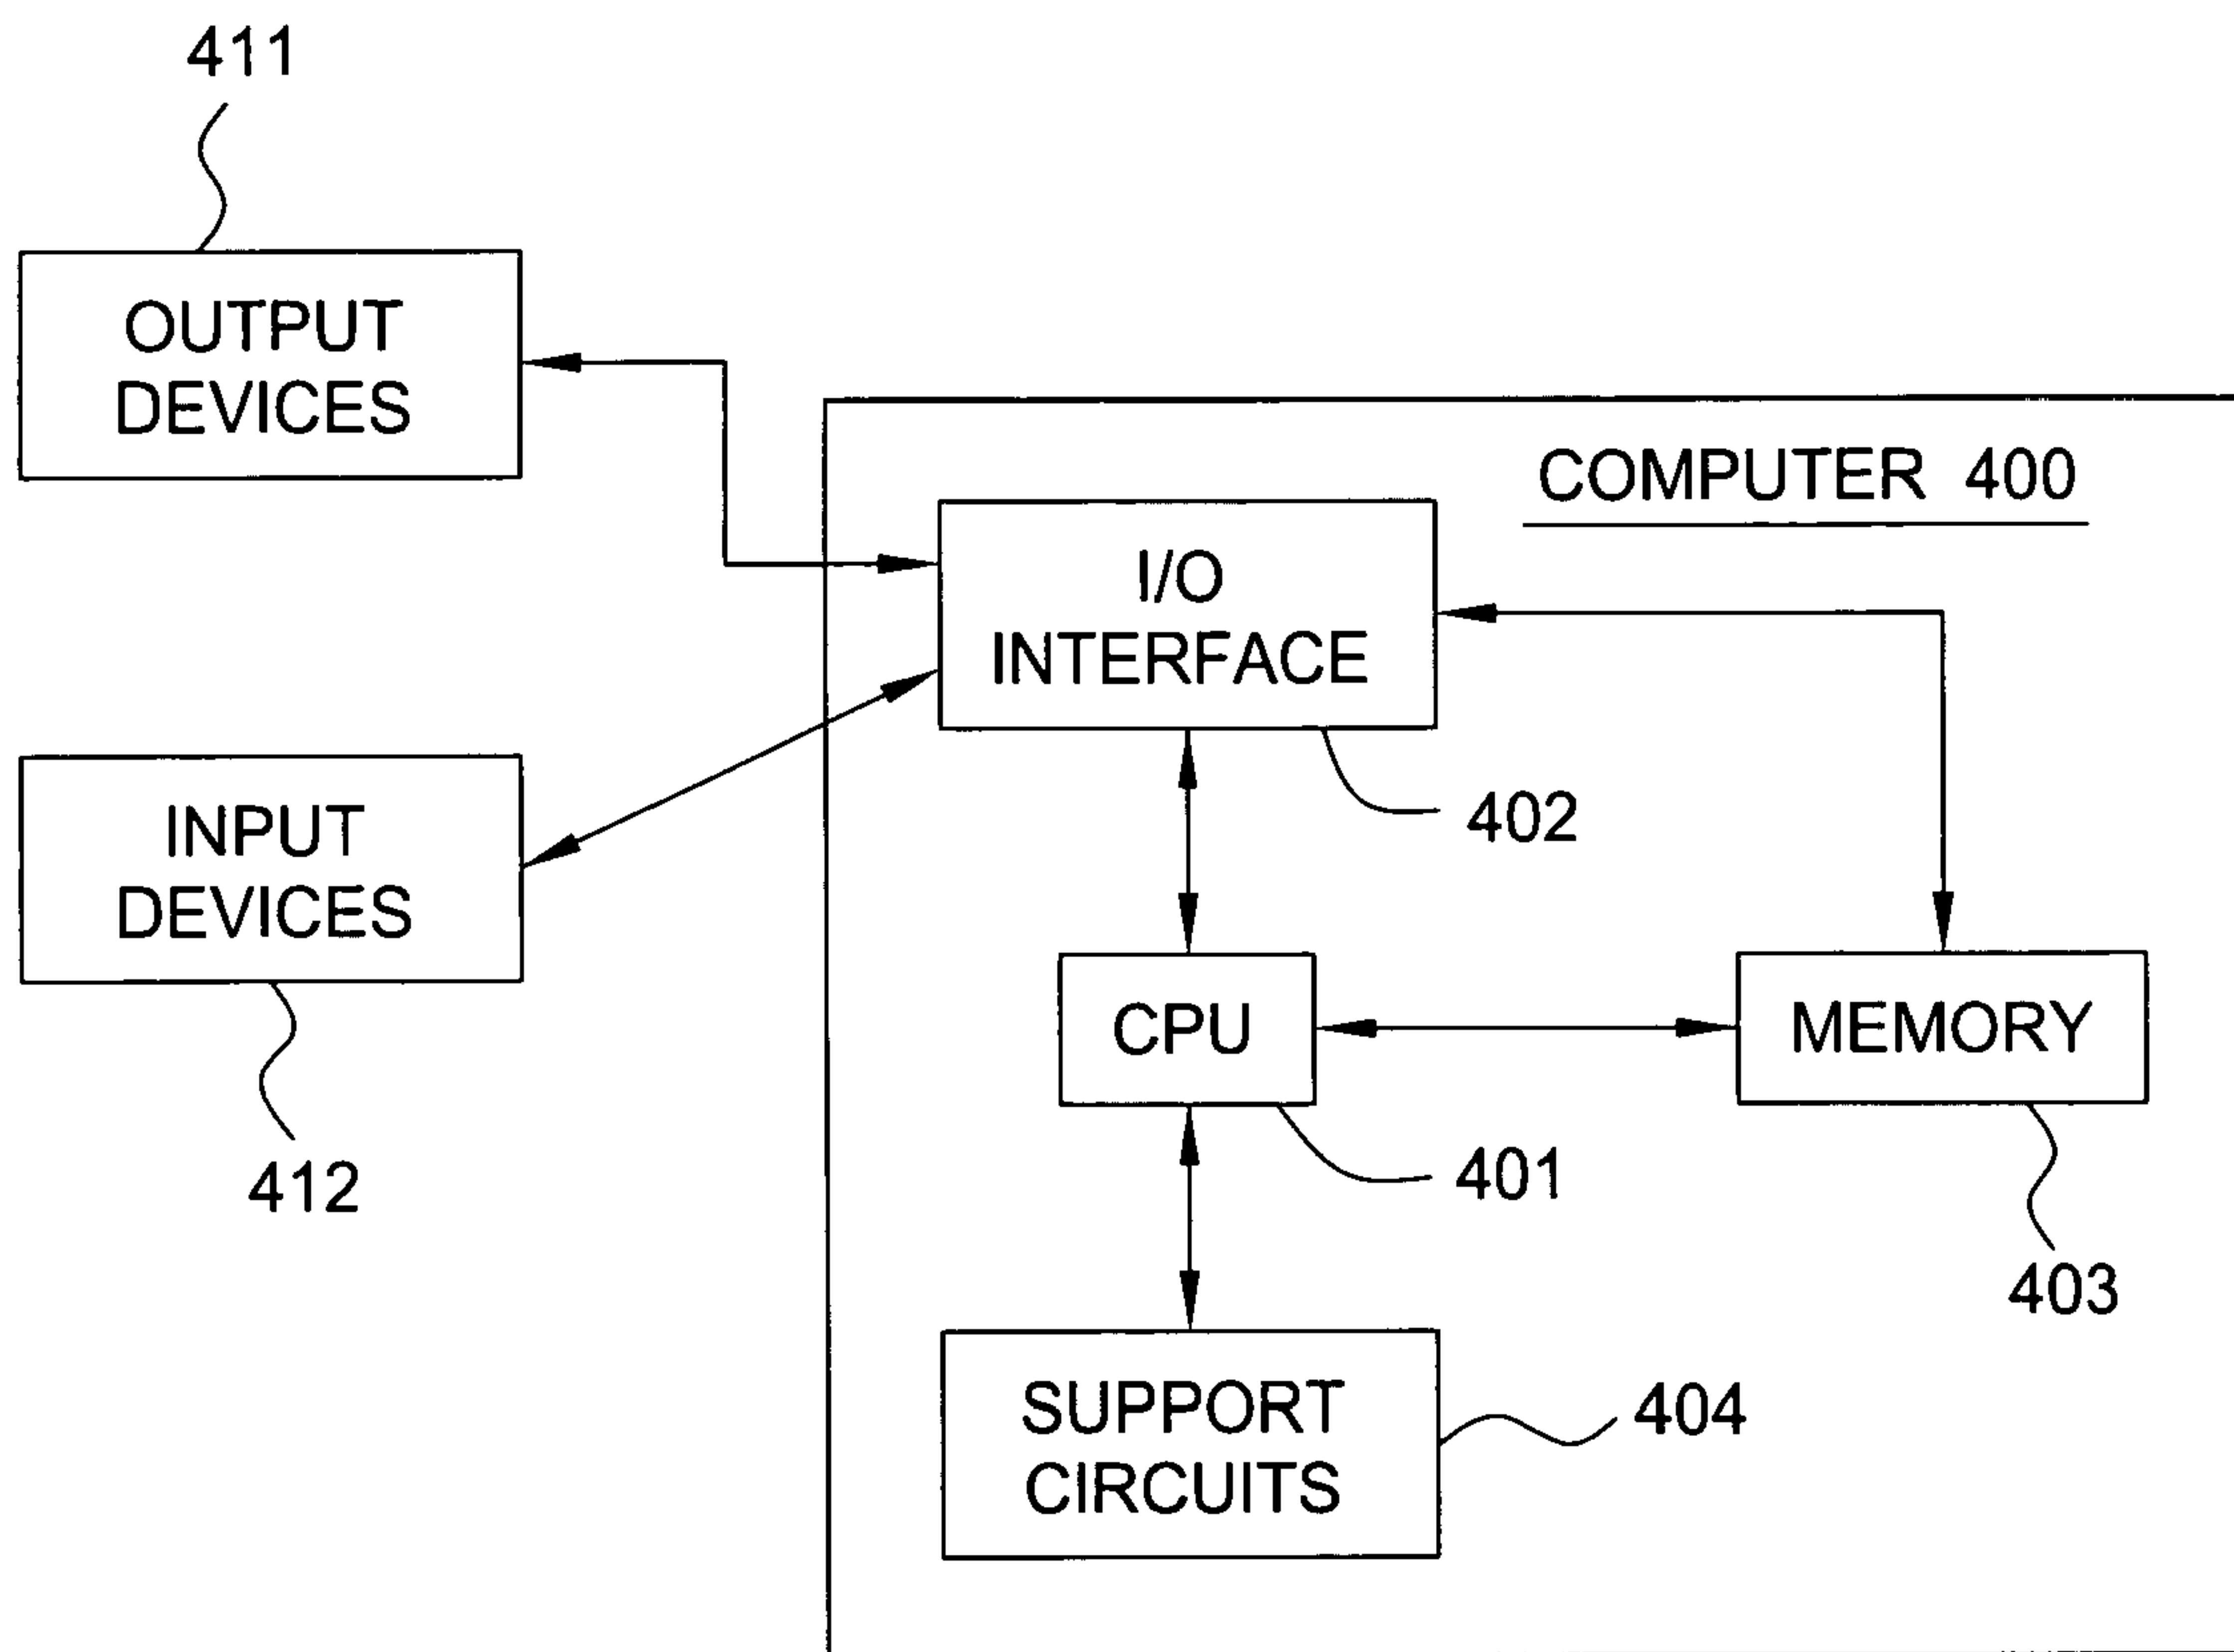 411
OUTPUT
DEVICES
COMPUTER 400
I/O
INTERFACE
402
INPUT
DEVICES
412
CPU
401
MEMORY
403
SUPPORT
CIRCUITS
404